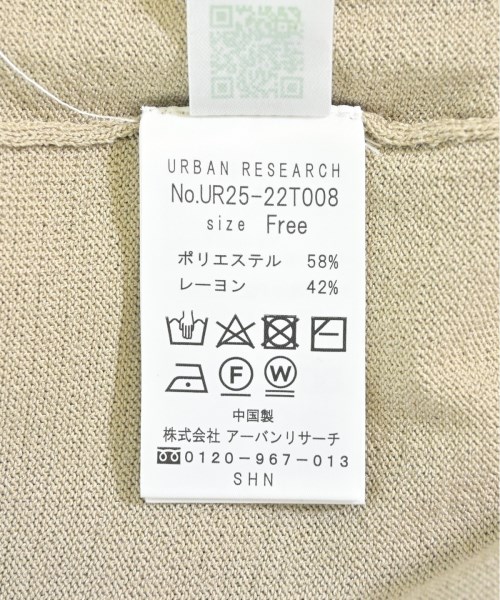 URBAN RESEARCH
No.UR25-22T008
size Free
ポリエステル 58%
レーヨン 42%
F W
中国製
株式会社 アーバンリサーチ
0120-967-013
SHN